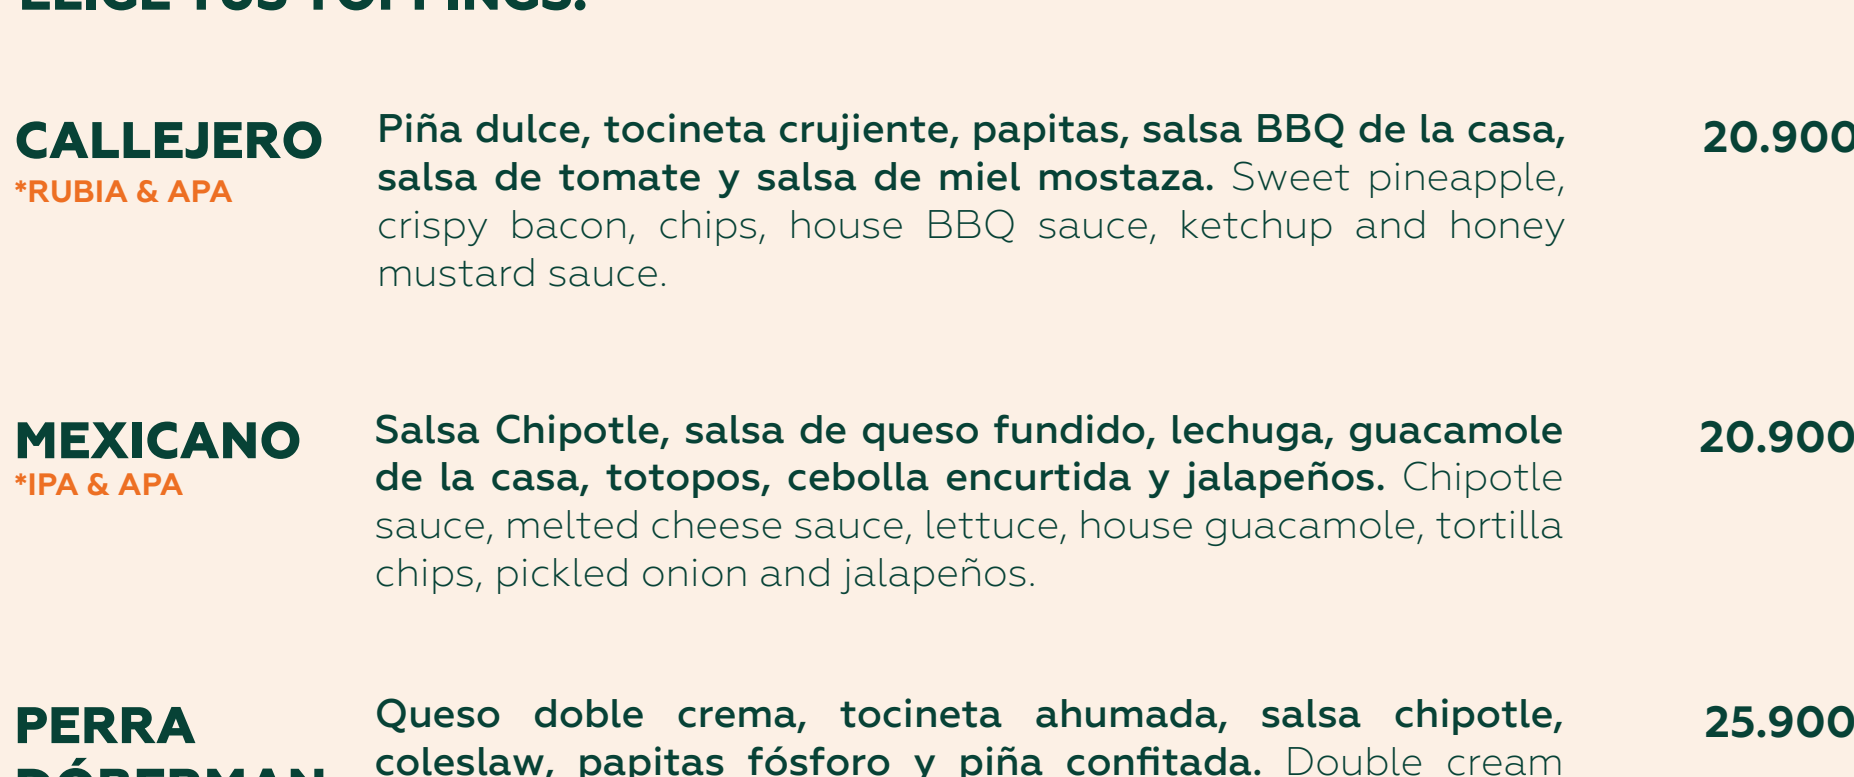 ELIGE TUS TOPPINGS:
CALLEJERO
*RUBIA & APA
Piña dulce, tocineta crujiente, papitas, salsa BBQ de la casa,
salsa de tomate y salsa de miel mostaza. Sweet pineapple,
crispy bacon, chips, house BBQ sauce, ketchup and honey
mustard sauce.
20.900
MEXICANO
*IPA & APA
Salsa Chipotle, salsa de queso fundido, lechuga, guacamole
de la casa, totopos, cebolla encurtida y jalapeños. Chipotle
sauce, melted cheese sauce, lettuce, house guacamole, tortilla
chips, pickled onion and jalapeños.
20.900
PERRA
DÓBERMAN
Queso doble crema, tocineta ahumada, salsa chipotle,
coleslaw, papitas fósforo y piña confitada. Double cream
25.900